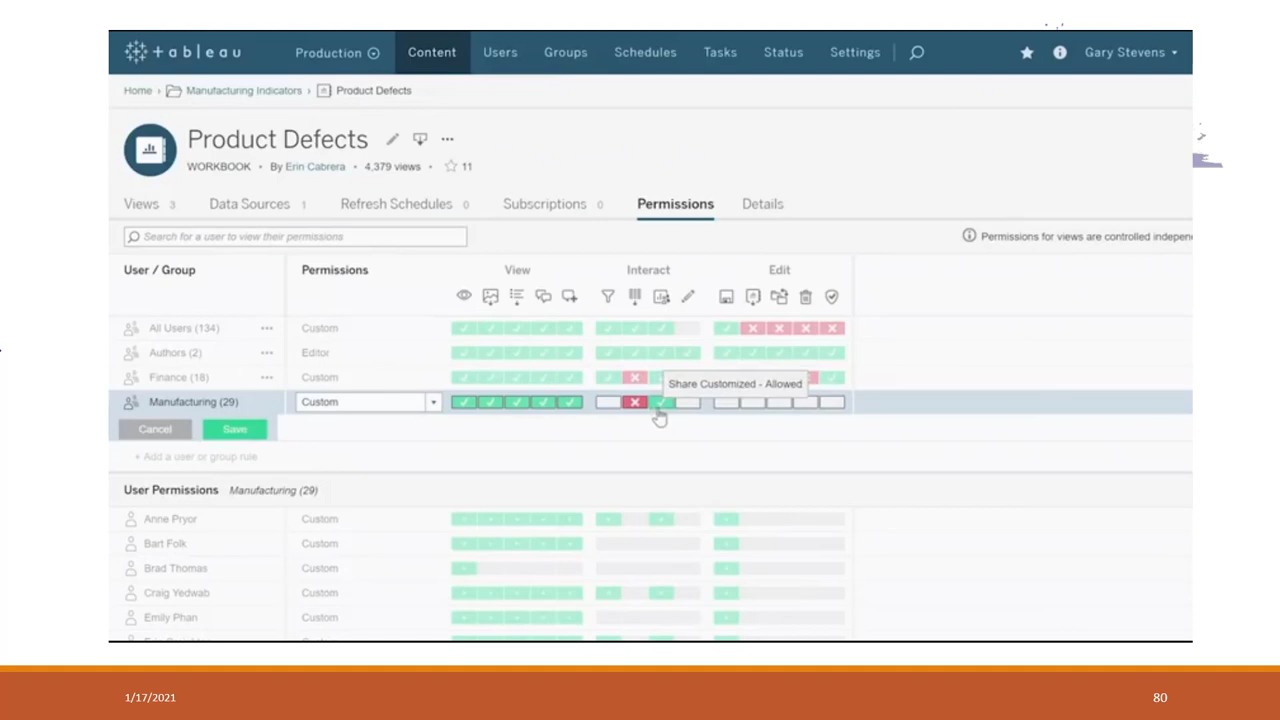 tableau Production Content Users Groups Schedules Tasks Status Settings Gary Stevens
Home › Manufacturing Indicators › Product Defects
Product Defects
WORKBOOK • By Erin Cabrera • 4,379 views • 11
Views 3 Data Sources 1 Refresh Schedules 0 Subscriptions 0 Permissions Details
Search for a user to view their permissions
Permissions for views are controlled indepen
User / Group Permissions View Interact Edit
All Users (134) ••• Custom
Authors (2) ••• Editor
Finance (18) ••• Custom
Share Customized - Allowed
Manufacturing (29) Custom
Cancel Save
+ Add a user or group rule
User Permissions Manufacturing (29)
Anne Pryor Custom
Bart Folk Custom
Brad Thomas Custom
Craig Yedwab Custom
Emily Phan Custom
1/17/2021 80